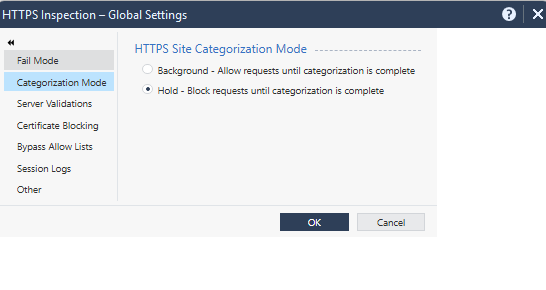 HTTPS Inspection – Global Settings
Fail Mode
Categorization Mode
Server Validations
Certificate Blocking
Bypass Allow Lists
Session Logs
Other
HTTPS Site Categorization Mode
Background - Allow requests until categorization is complete
Hold - Block requests until categorization is complete
OK
Cancel